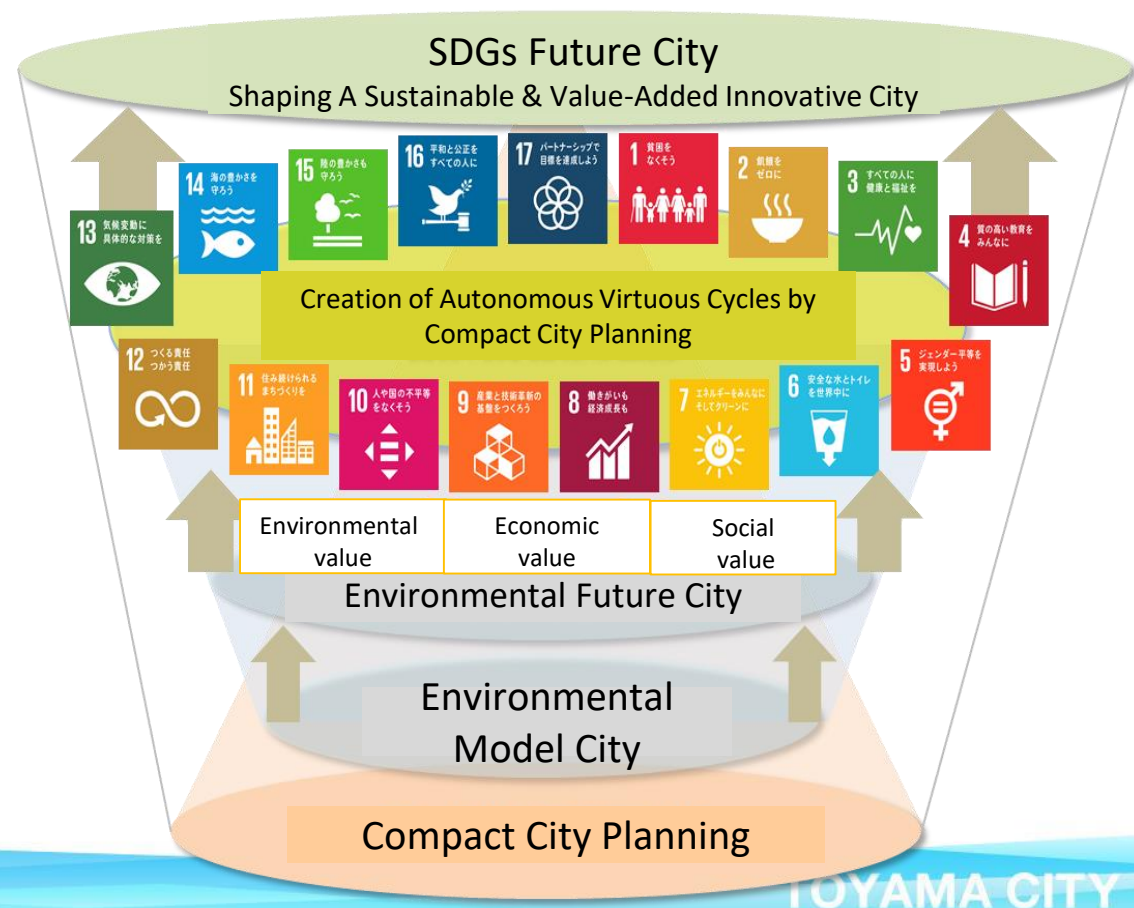 SDGs Future City
Shaping A Sustainable & Value-Added Innovative City
13 気候変動に
具体的な対策を
14 海の豊かさを
守ろう
15 陸の豊かさも
守ろう
16 平和と公正を
すべての人に
17 パートナーシップで
目標を達成しよう
1 貧困を
なくそう
2 飢餓を
ゼロに
3 すべての人に
健康と福祉を
4 質の高い教育を
みんなに
Creation of Autonomous Virtuous Cycles by
Compact City Planning
12 つくる責任
つかう責任
11 住み続けられる
まちづくりを
10 人や国の不平等
をなくそう
9 産業と技術革新の
基盤をつくろう
8 働きがいも
経済成長も
7 エネルギーをみんなに
そしてクリーンに
6 安全な水とトイレ
を世界中に
5 ジェンダー平等を
実現しよう
Environmental
value
Economic
value
Social
value
Environmental Future City
Environmental
Model City
Compact City Planning
TOYAMA CITY